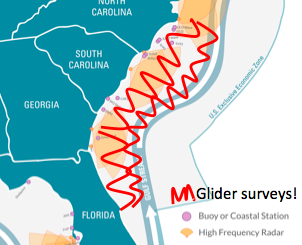 NORTH
CAROLINA
SOUTH
CAROLINA
GEORGIA
U.S. Exclusive Economic Zone
Glider surveys!
Buoy or Coastal Station
FLORIDA
High Frequency Radar